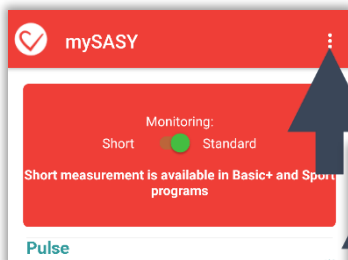 mySASY
Monitoring:
Short Standard
Short measurement is available in Basic+ and Sport
programs
Pulse